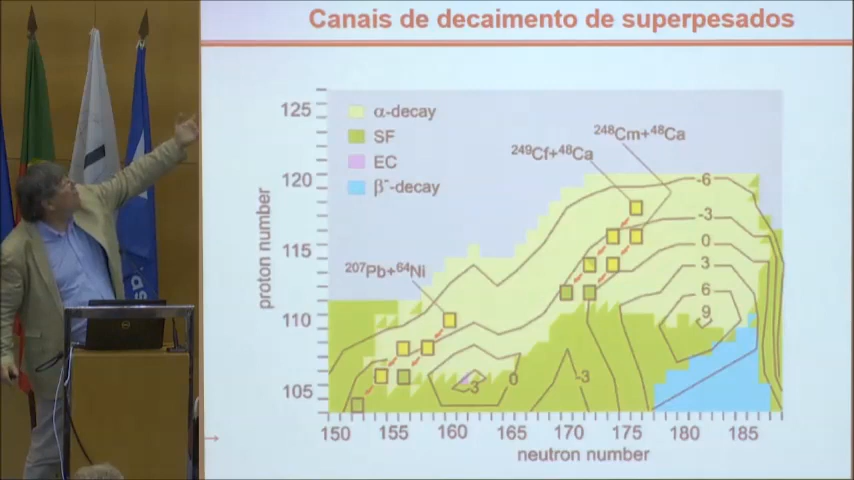 Canais de decaimento de superpesados
125
120
115
110
105
proton number
α-decay
SF
EC
β⁻-decay
²⁴⁸Cm+⁴⁸Ca
²⁴⁹Cf+⁴⁸Ca
²⁰⁷Pb+⁶⁴Ni
-6
-3
0
3
6
9
-3
0
-3
150 155 160 165 170 175 180 185
neutron number